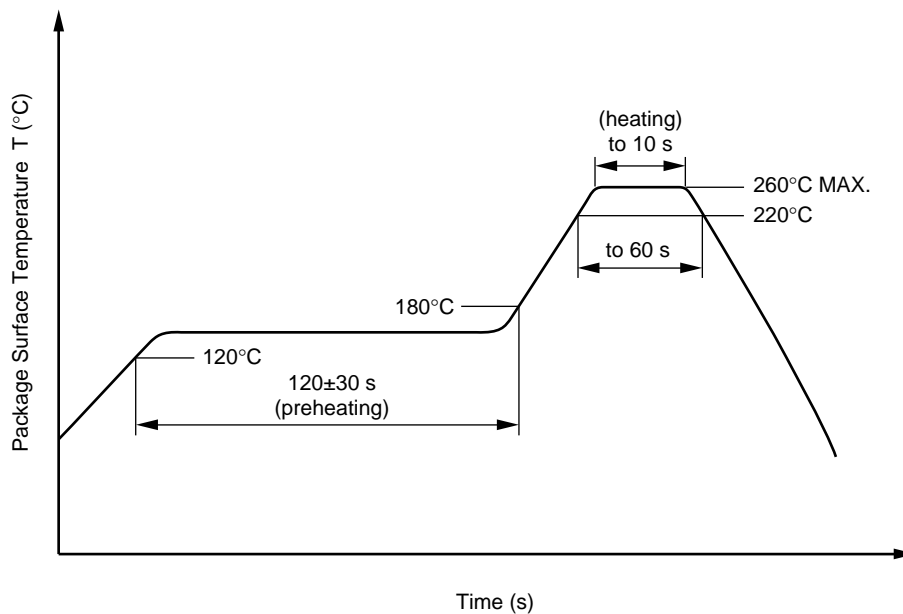 Package Surface Temperature T (°C)
(heating)
to 10 s
260°C MAX.
220°C
to 60 s
180°C
120°C
120±30 s
(preheating)
Time (s)